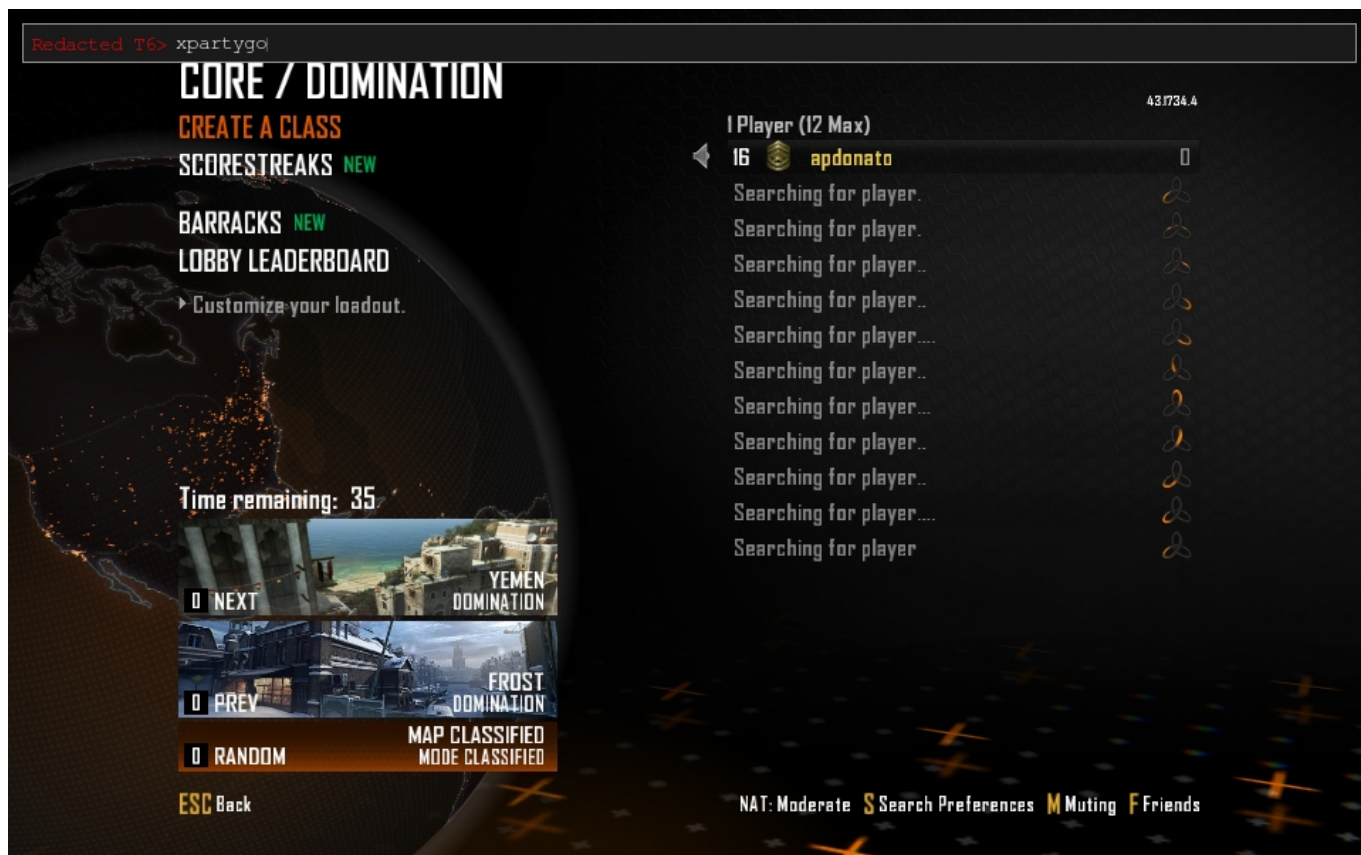 Redacted T6> xpartygo
CORE / DOMINATION
CREATE A CLASS
SCORESTREAKS NEW
BARRACKS NEW
LOBBY LEADERBOARD
Customize your loadout.
Time remaining: 35
0 NEXT
YEMEN
DOMINATION
0 PREV
FROST
DOMINATION
0 RANDOM
MAP CLASSIFIED
MODE CLASSIFIED
ESC Back
431734.4
1 Player (12 Max)
16 apdonato 0
Searching for player.
Searching for player.
Searching for player..
Searching for player..
Searching for player....
Searching for player..
Searching for player...
Searching for player..
Searching for player..
Searching for player....
Searching for player
NAT: Moderate S Search Preferences M Muting F Friends